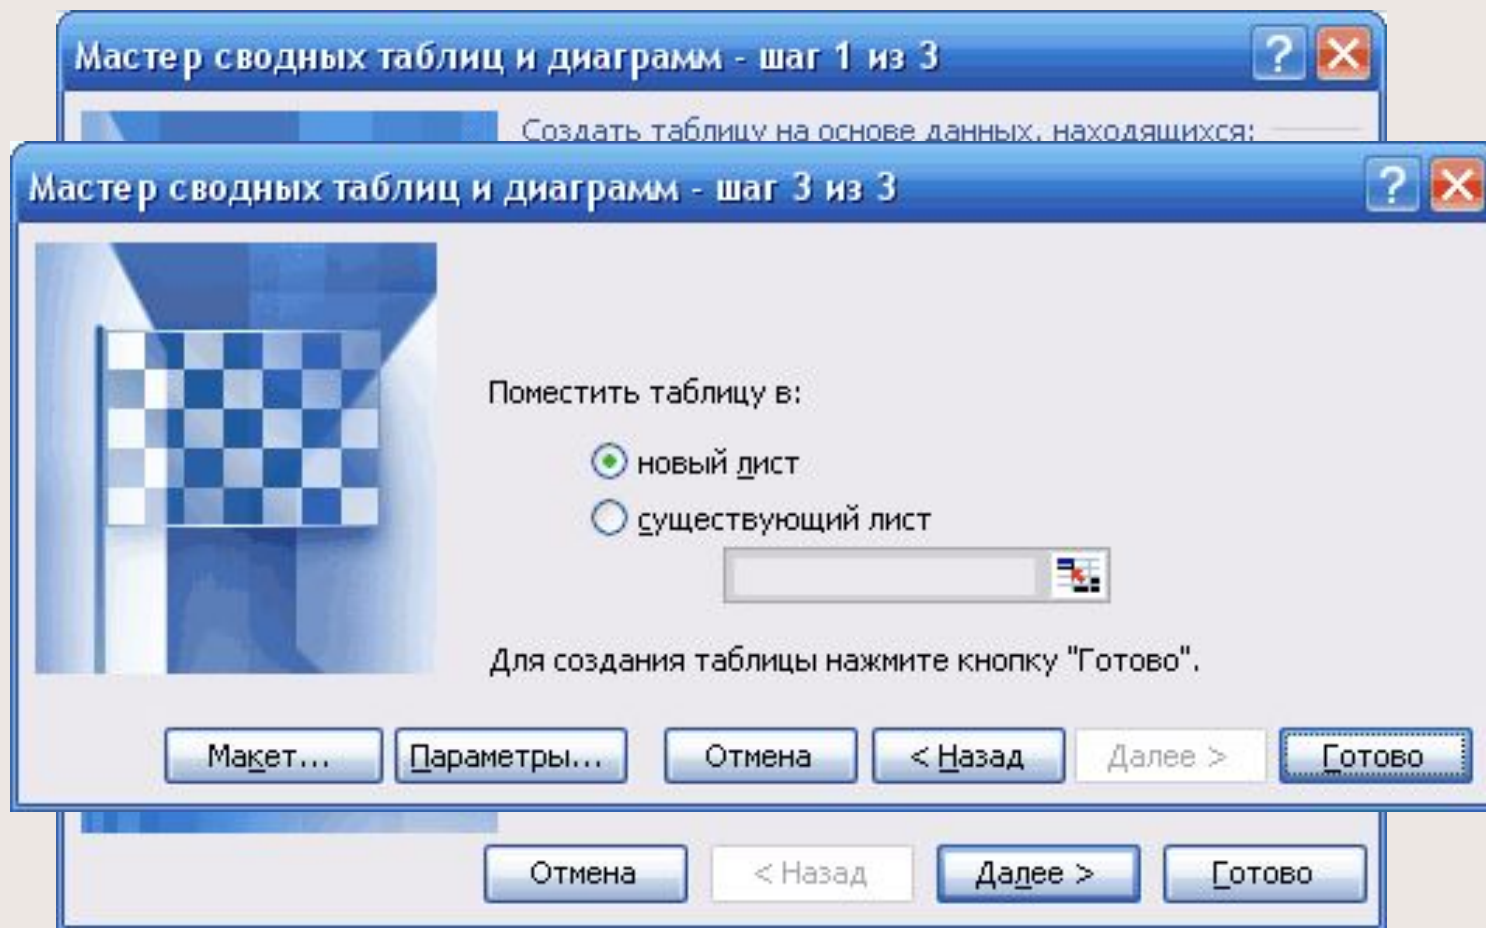 Мастер сводных таблиц и диаграмм - шаг 1 из 3
Создать таблицу на основе данных, находящихся:
Мастер сводных таблиц и диаграмм - шаг 3 из 3
Поместить таблицу в:
новый лист
существующий лист
Для создания таблицы нажмите кнопку "Готово".
Макет... Параметры... Отмена < Назад Далее > Готово
Отмена < Назад Далее > Готово